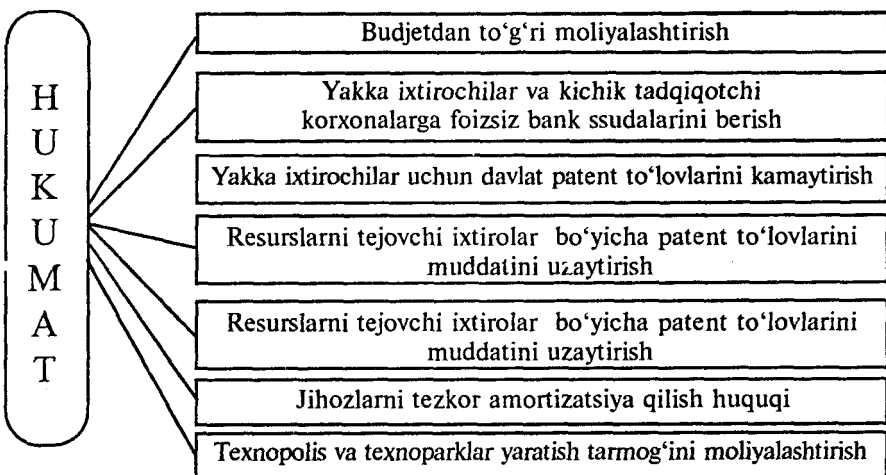 HUKUMAT
Budjetdan to‘g‘ri moliyalashtirish
Yakka ixtirochilar va kichik tadqiqotchi
korxonalarga foizsiz bank ssudalarini berish
Yakka ixtirochilar uchun davlat patent to‘lovlarini kamaytirish
Resurslarni tejovchi ixtirolar bo‘yicha patent to‘lovlarini
muddatini uzaytirish
Resurslarni tejovchi ixtirolar bo‘yicha patent to‘lovlarini
muddatini uzaytirish
Jihozlarni tezkor amortizatsiya qilish huquqi
Texnopolis va texnoparklar yaratish tarmog‘ini moliyalashtirish